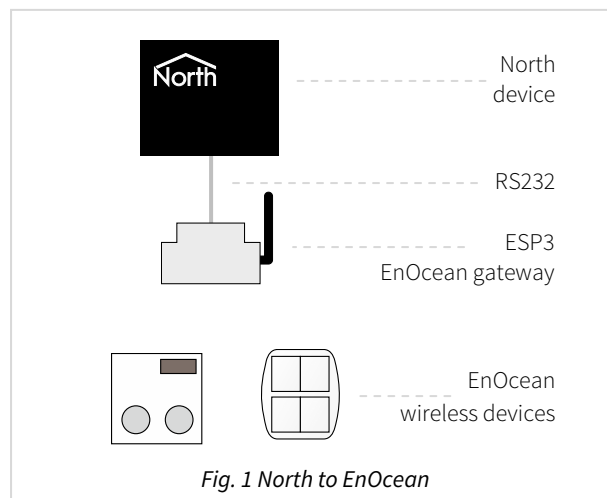 North
North
device
RS232
ESP3
EnOcean gateway
EnOcean
wireless devices
Fig. 1 North to EnOcean